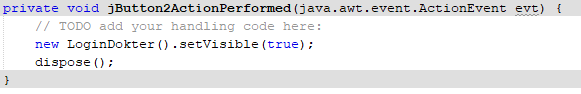 private void jButton2ActionPerformed(java.awt.event.ActionEvent evt) {
// TODO add your handling code here:
new LoginDokter().setVisible(true);
dispose();
}